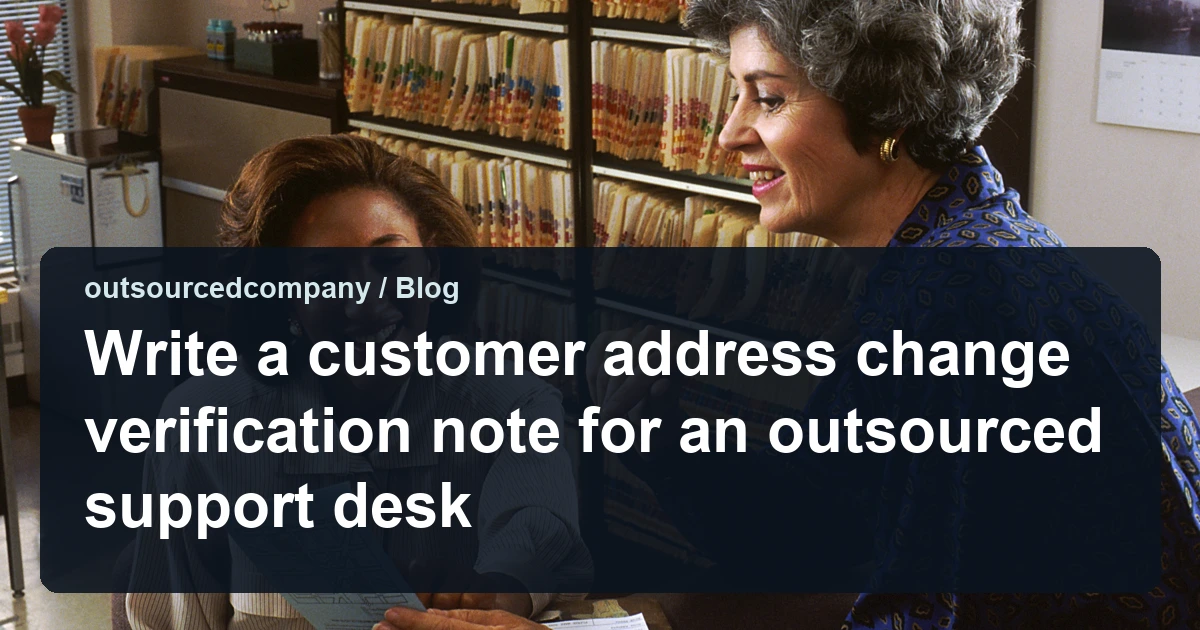 outsourcedcompany / Blog
Write a customer address change
verification note for an outsourced
support desk